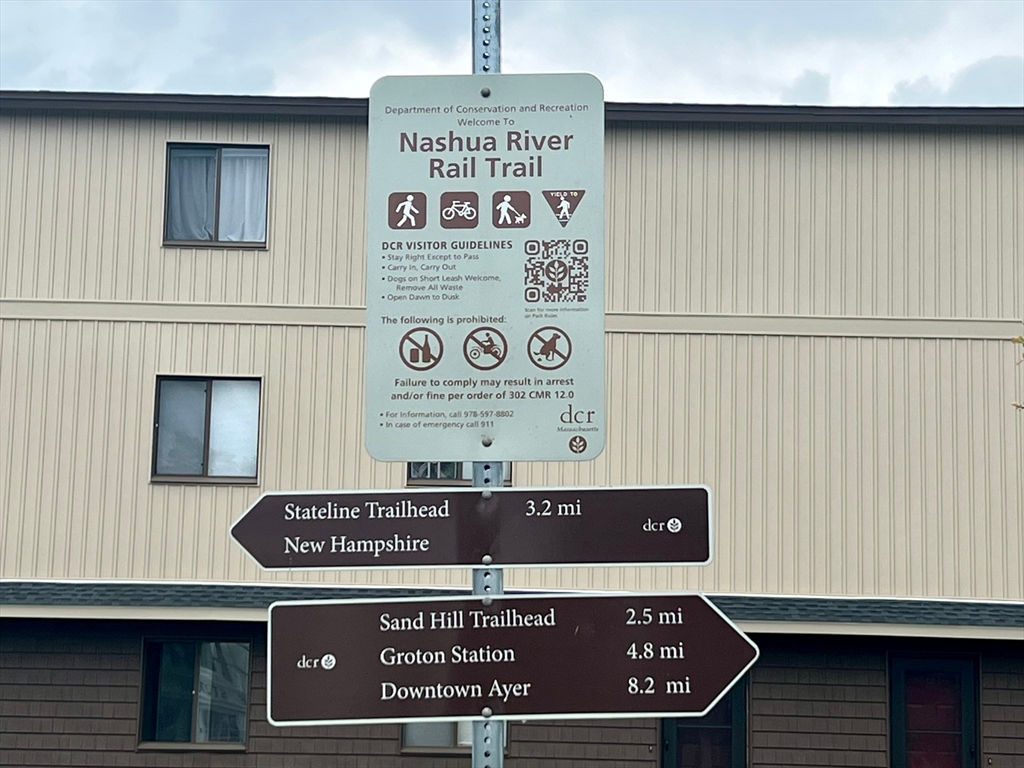 Department of Conservation and Recreation
Welcome To
Nashua River
Rail Trail
YIELD TO
DCR VISITOR GUIDELINES
• Stay Right Except to Pass
• Carry In, Carry Out
• Dogs on Short Leash Welcome,
Remove All Waste
• Open Dawn to Dusk
Scan for more information
on Park Rules
The following is prohibited:
Failure to comply may result in arrest
and/or fine per order of 302 CMR 12.0
• For Information, call 978-597-8802
• In case of emergency call 911
dcr
Massachusetts
Stateline Trailhead 3.2 mi
New Hampshire
dcr
Sand Hill Trailhead 2.5 mi
dcr Groton Station 4.8 mi
Downtown Ayer 8.2 mi